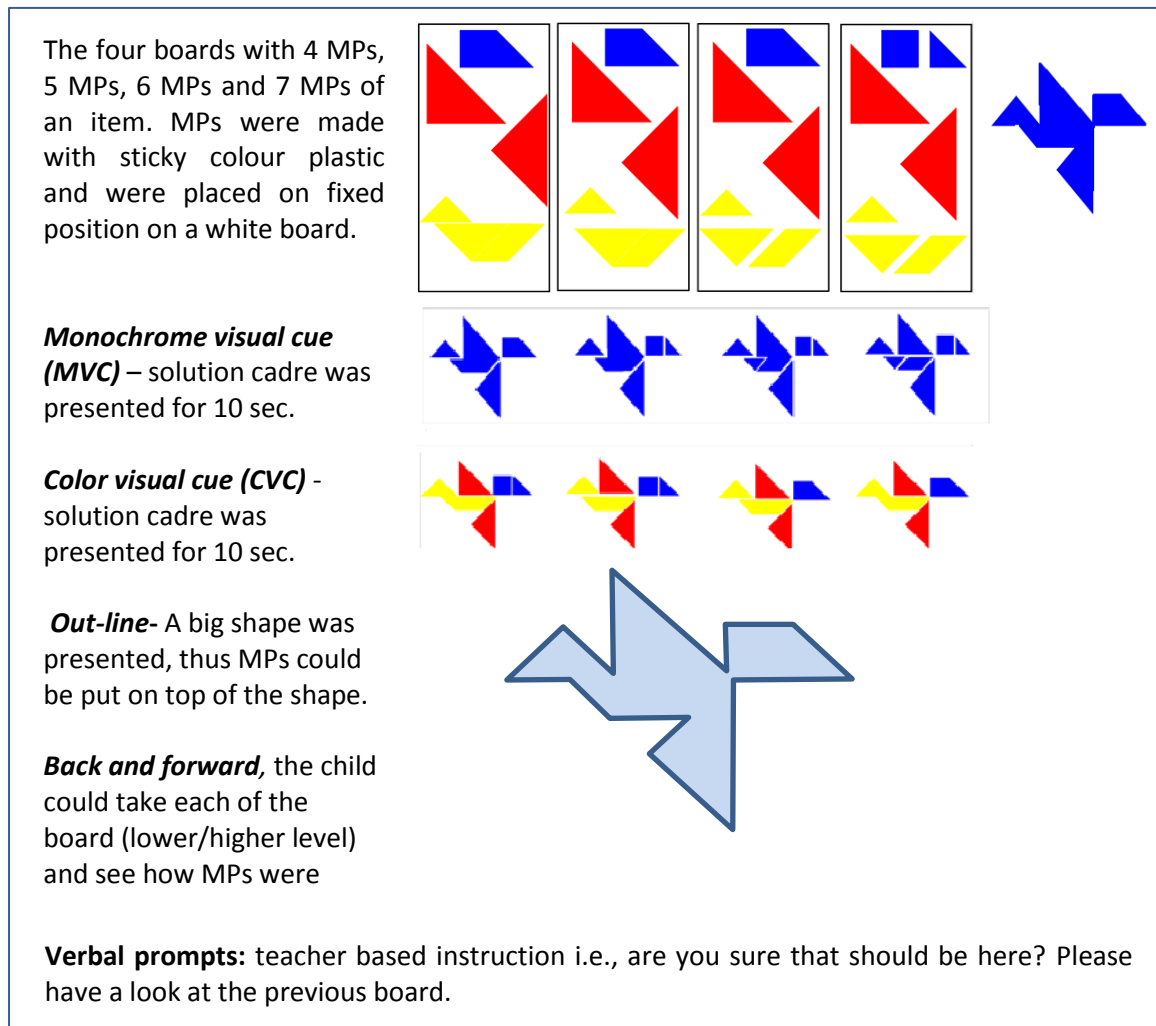 The four boards with 4 MPs,
5 MPs, 6 MPs and 7 MPs of
an item. MPs were made
with sticky colour plastic
and were placed on fixed
position on a white board.
Monochrome visual cue
(MVC) – solution cadre was
presented for 10 sec.
Color visual cue (CVC) -
solution cadre was
presented for 10 sec.
Out-line- A big shape was
presented, thus MPs could
be put on top of the shape.
Back and forward, the child
could take each of the
board (lower/higher level)
and see how MPs were
Verbal prompts: teacher based instruction i.e., are you sure that should be here? Please
have a look at the previous board.